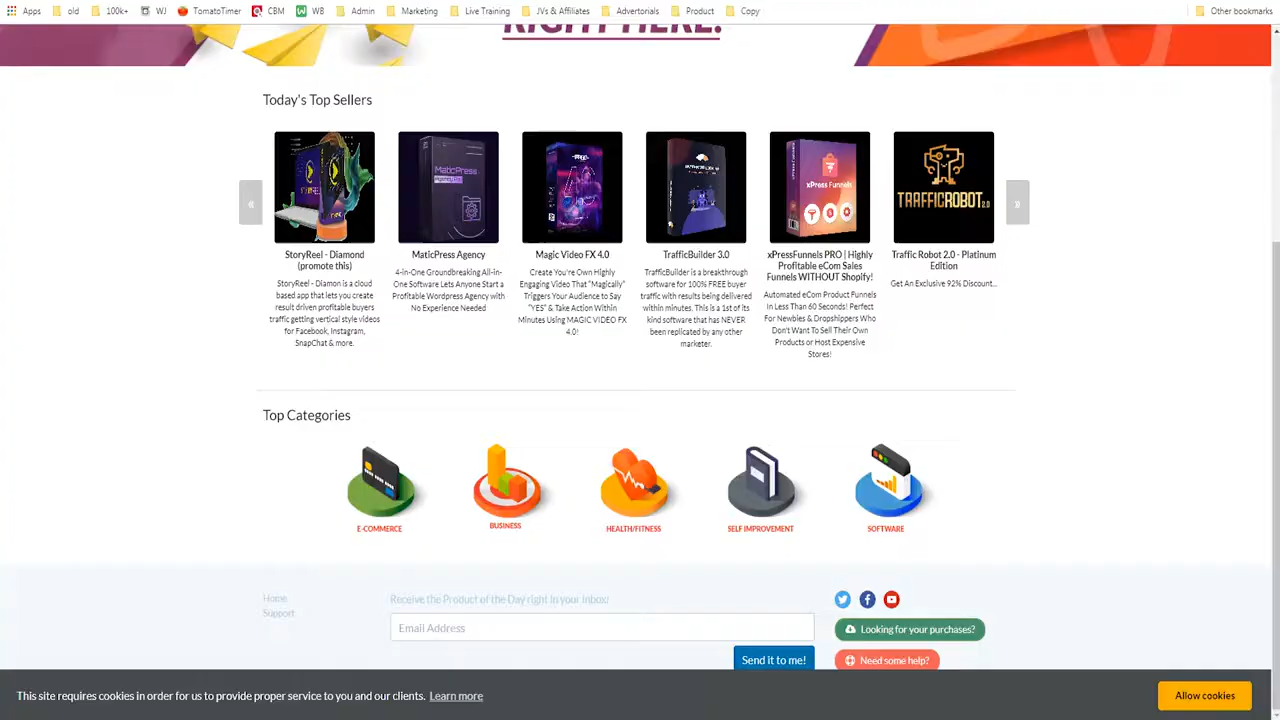 Apps old 100k+ WJ TomatoTimer CBM WB Admin Marketing Live Training JVs & Affiliates Advertorials Product Copy Other bookmarks
RIGHT HERE!
Today's Top Sellers
«
MaticPress
xPress Funnels
TRAFFICROBOT 2.0
»
StoryReel - Diamond
(promote this)
StoryReel - Diamon is a cloud
based app that lets you create
result driven profitable buyers
traffic getting vertical style videos
for Facebook, Instagram,
SnapChat & more.
MaticPress Agency
4-in-One Groundbreaking All-in-
One Software Lets Anyone Start a
Profitable Wordpress Agency with
No Experience Needed
Magic Video FX 4.0
Create You're Own Highly
Engaging Video That "Magically"
Triggers Your Audience to Say
"YES" & Take Action Within
Minutes Using MAGIC VIDEO FX
4.0!
TrafficBuilder 3.0
TrafficBuilder is a breakthrough
software for 100% FREE buyer
traffic with results being delivered
within minutes. This is a 1st of its
kind software that has NEVER
been replicated by any other
marketer.
xPressFunnels PRO | Highly
Profitable eCom Sales
Funnels WITHOUT Shopify!
Automated eCom Product Funnels
In Less Than 60 Seconds! Perfect
For Newbies & Dropshippers Who
Don't Want To Sell Their Own
Products or Host Expensive
Stores!
Traffic Robot 2.0 - Platinum
Edition
Get An Exclusive 92% Discount...
Top Categories
E-COMMERCE
BUSINESS
HEALTH/FITNESS
SELF IMPROVEMENT
SOFTWARE
Home
Support
Receive the Product of the Day right in your Inbox!
Email Address
Send it to me!
Looking for your purchases?
Need some help?
This site requires cookies in order for us to provide proper service to you and our clients. Learn more
Allow cookies